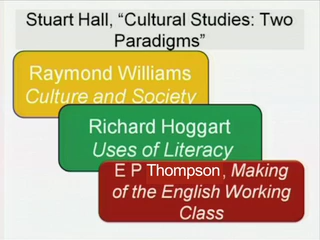 Stuart Hall, “Cultural Studies: Two
Paradigms”
Raymond Williams
Culture and Society
Richard Hoggart
Uses of Literacy
E P Thompson, Making
of the English Working
Class